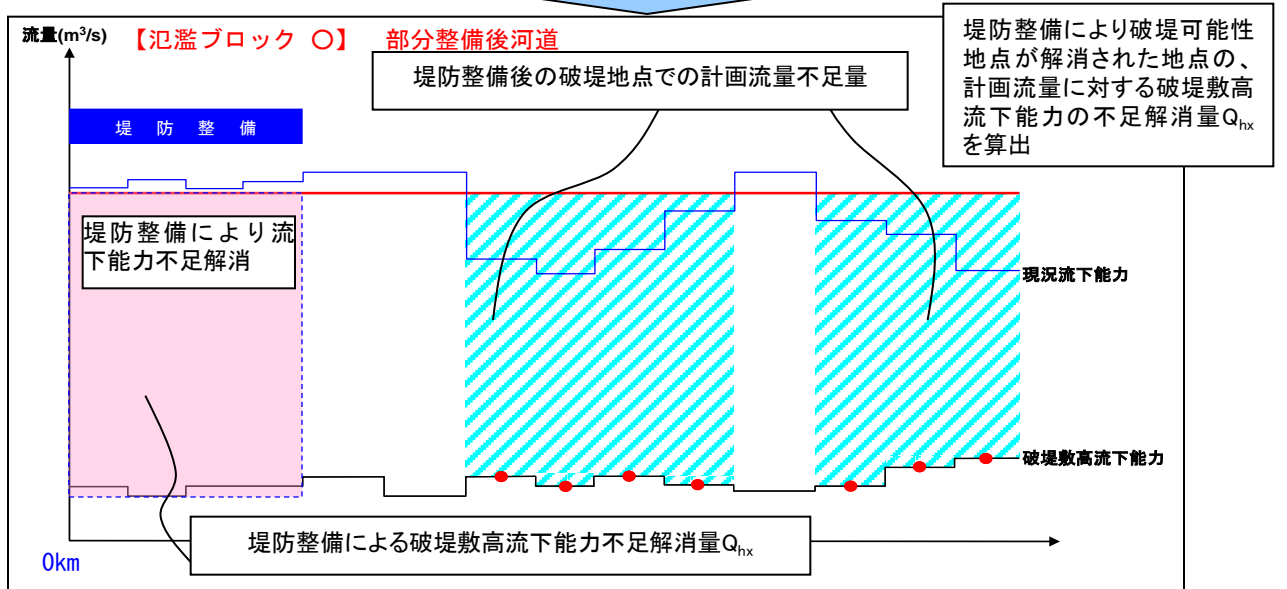 流量(m³/s)
【氾濫ブロック 〇】 部分整備後河道
堤防整備により破堤可能性
地点が解消された地点の、
計画流量に対する破堤敷高
流下能力の不足解消量Qhx
を算出
堤防整備後の破堤地点での計画流量不足量
堤防整備
堤防整備により流
下能力不足解消
現況流下能力
破堤敷高流下能力
堤防整備による破堤敷高流下能力不足解消量Qhx
0km